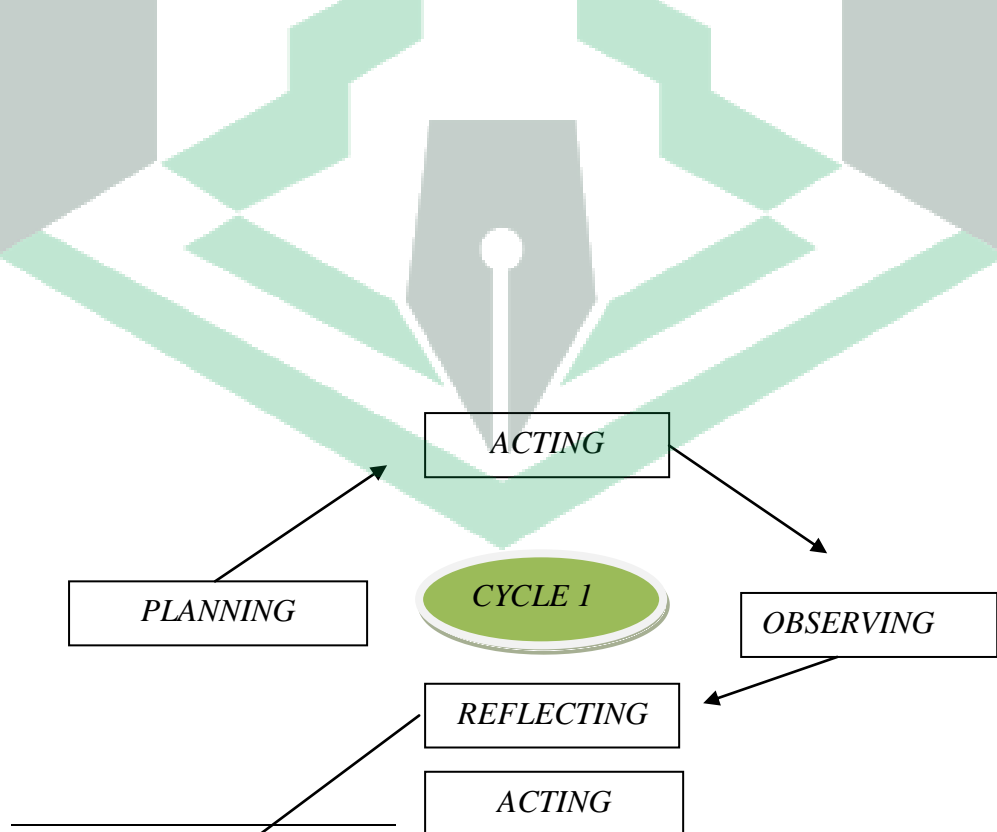 ACTING
PLANNING
CYCLE 1
OBSERVING
REFLECTING
ACTING